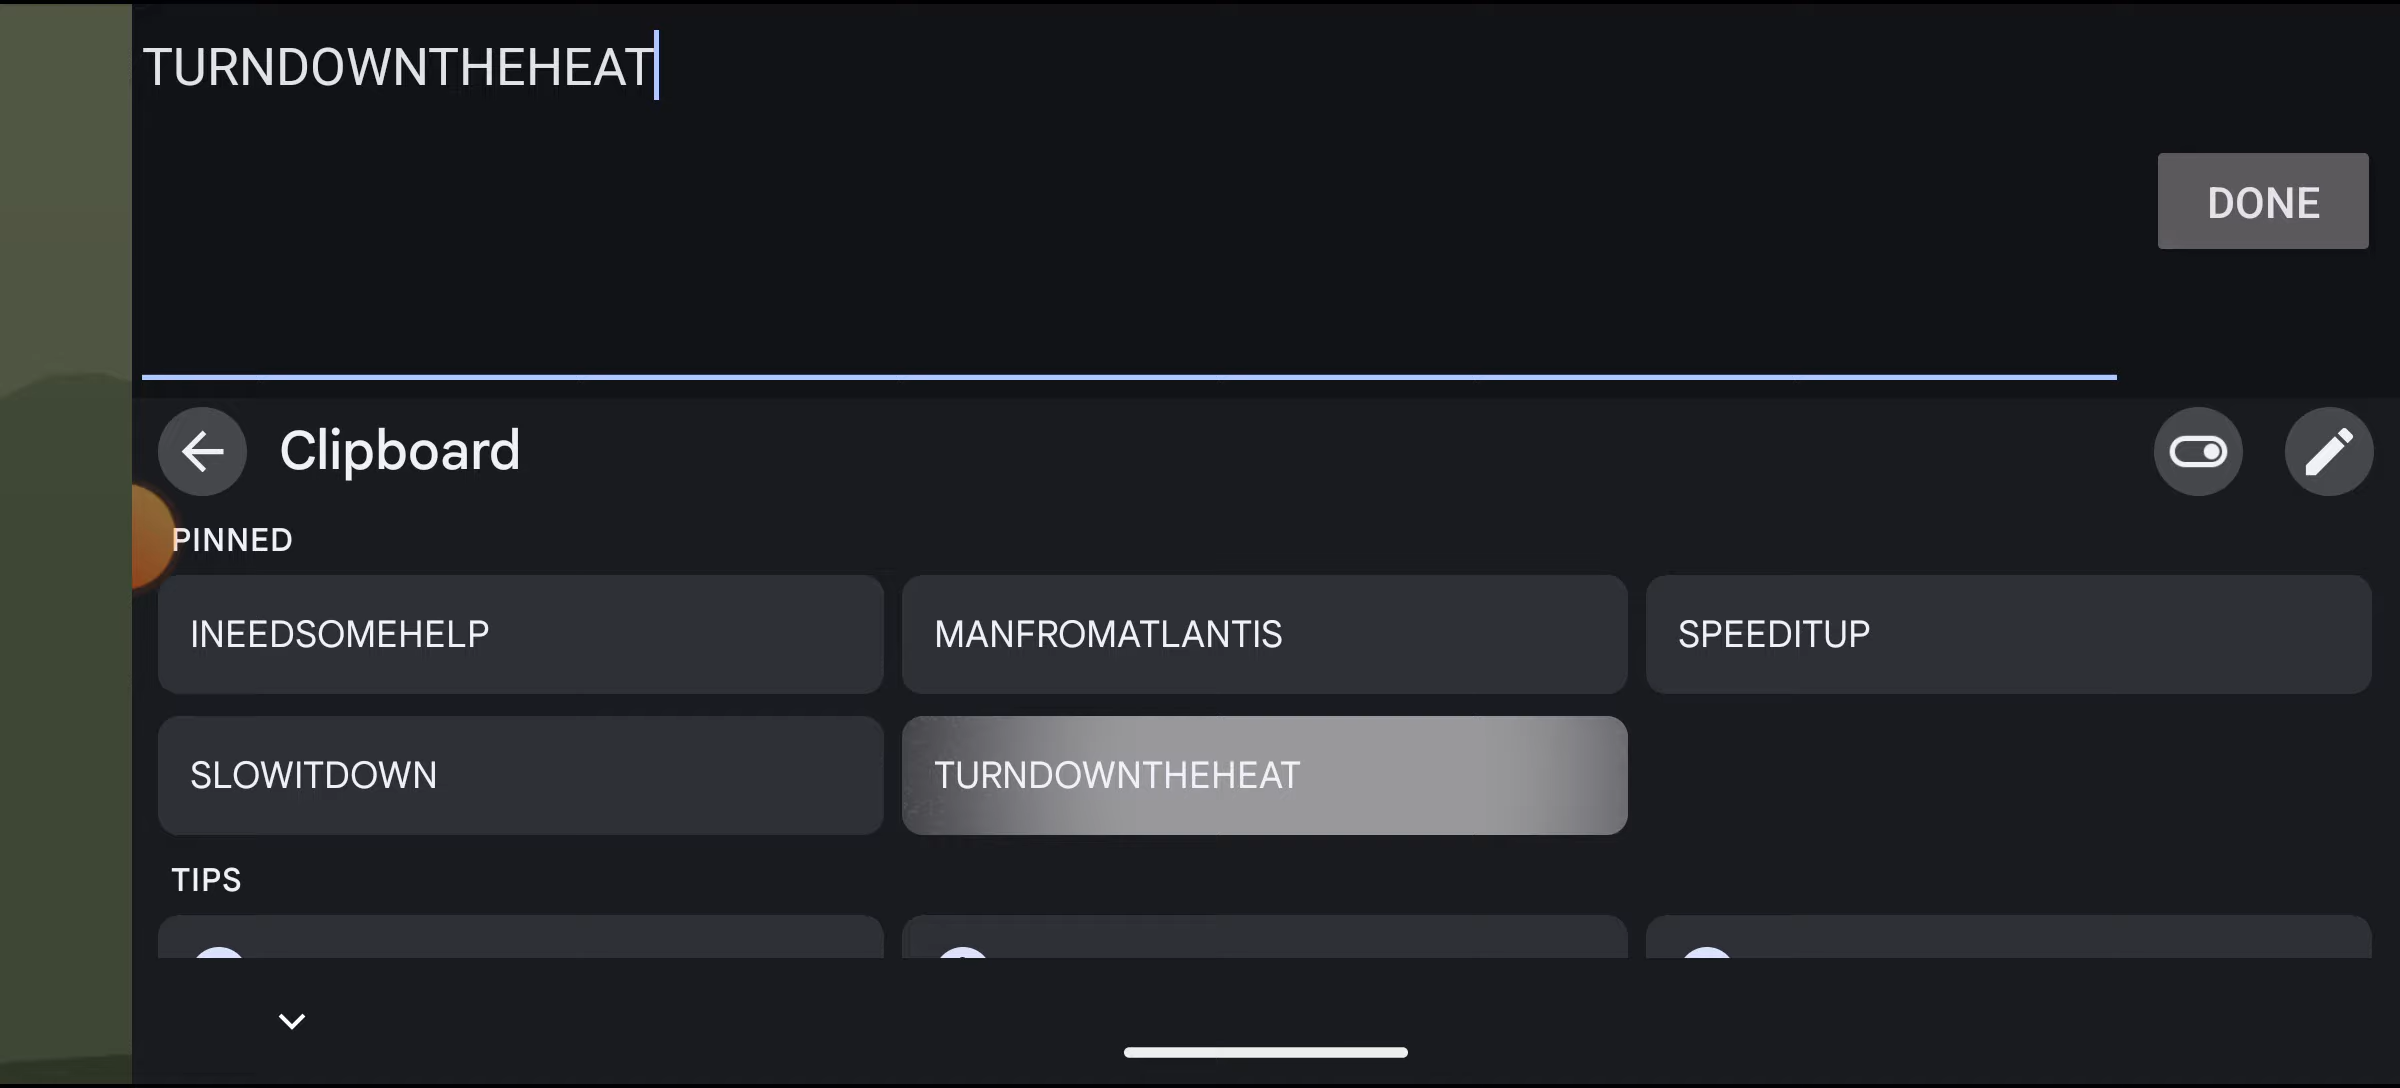 TURNDOWNTHEHEAT
DONE
Clipboard
PINNED
INEEDSOMEHELP
MANFROMATLANTIS
SPEEDITUP
SLOWITDOWN
TURNDOWNTHEHEAT
TIPS